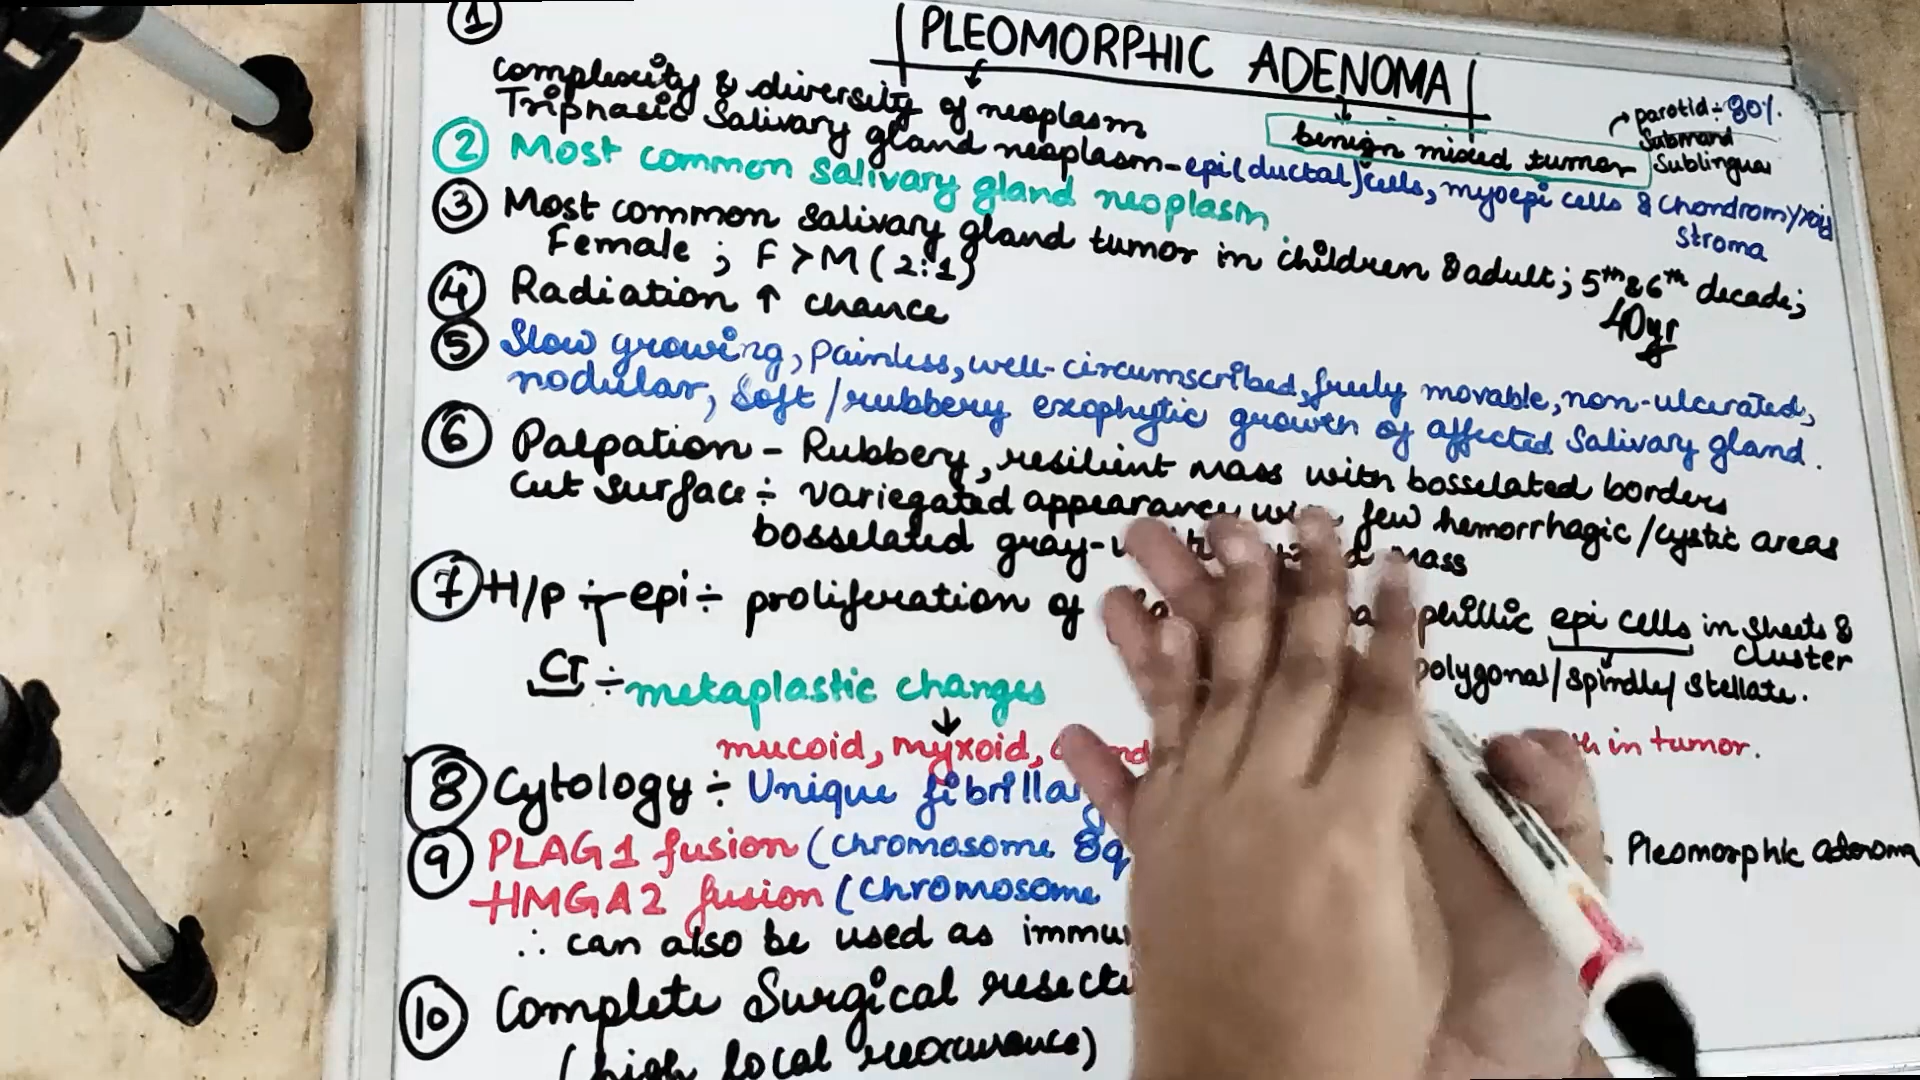 ① PLEOMORPHIC ADENOMA
complexity & diversity of neoplasm
benign mixed tumor
parotid ÷ 80%.
Submand
Sublingual
Triphasic Salivary gland neoplasm - epi(ductal)cells, myoepi cells & chondromyxoid
stroma
② Most common salivary gland neoplasm.
③ Most common salivary gland tumor in children & adult; 5th & 6th decade;
Female ; F > M (2:1)
40yr
④ Radiation ↑ chance
⑤ Slow growing, painless, well-circumscribed, freely movable, non-ulcerated,
nodular, soft/rubbery exophytic growth of affected salivary gland.
⑥ Palpation - Rubbery, resilient mass with bosselated borders
cut surface ÷ variegated appearance few hemorrhagic/cystic areas
bosselated gray- mass
⑦ H/P ÷ epi ÷ proliferation of epi cells in sheets &
cluster
polygonal/spindle/stellate.
CT ÷ metaplastic changes
↓
mucoid, myxoid, in tumor.
⑧ Cytology ÷ Unique
⑨ PLAG1 fusion (chromosome 8q
Pleomorphic adenoma
HMGA2 fusion (chromosome
∴ can also be used as
⑩ Complete Surgical
(high local recurrence)